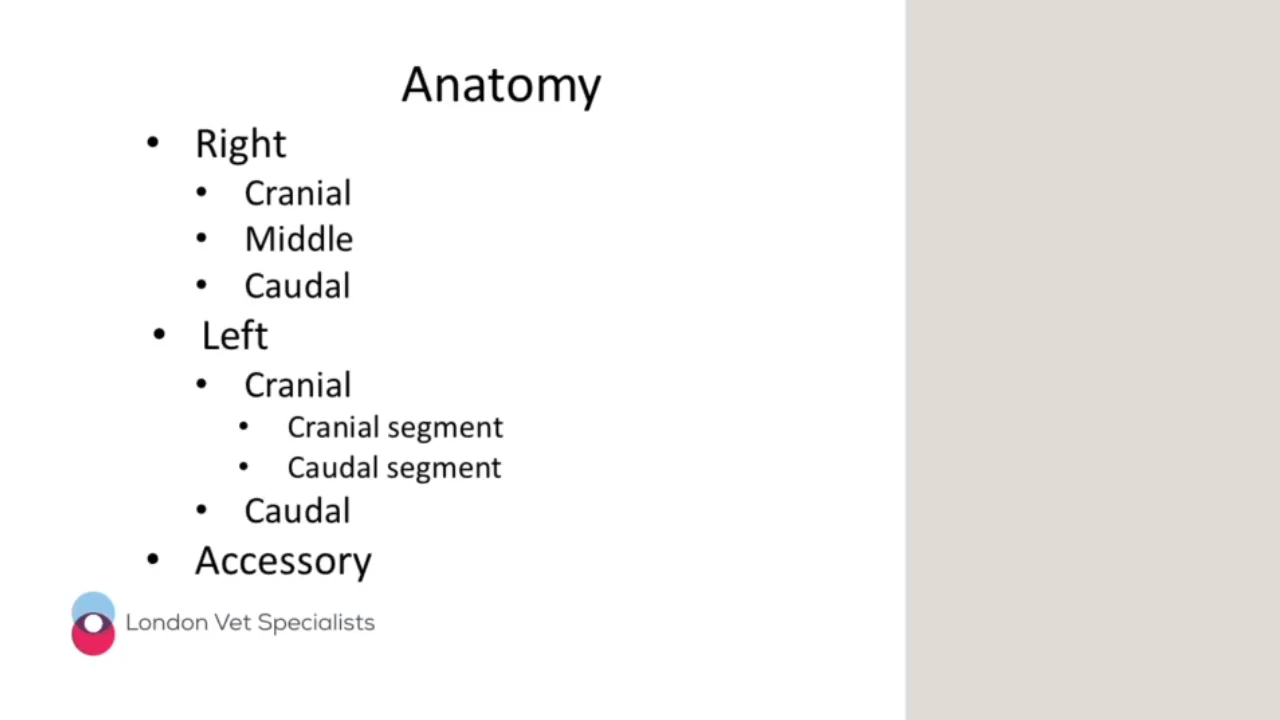 Anatomy
• Right
• Cranial
• Middle
• Caudal
• Left
• Cranial
• Cranial segment
• Caudal segment
• Caudal
• Accessory
London Vet Specialists